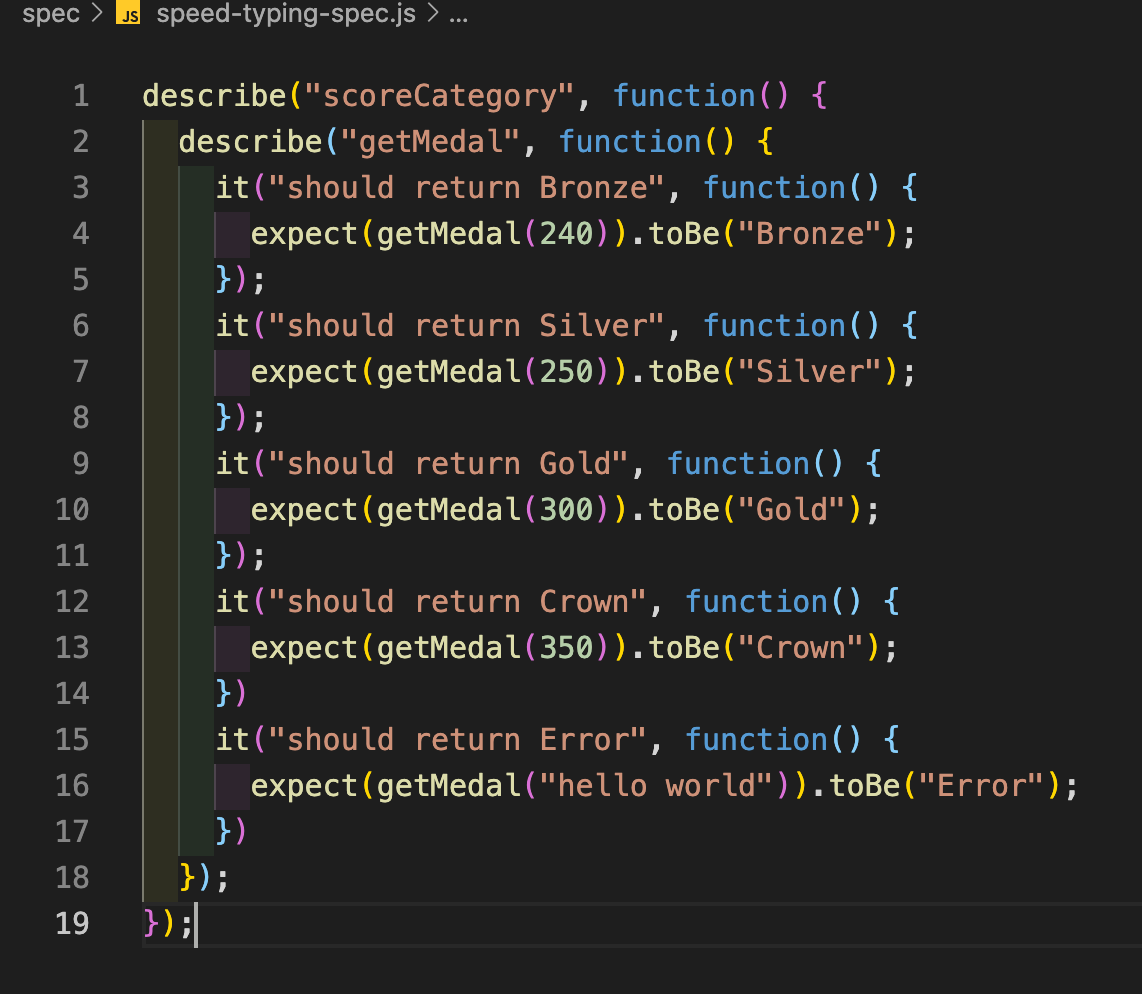 spec > JS speed-typing-spec.js > ...
1 describe("scoreCategory", function() {
2   describe("getMedal", function() {
3     it("should return Bronze", function() {
4       expect(getMedal(240)).toBe("Bronze");
5     });
6     it("should return Silver", function() {
7       expect(getMedal(250)).toBe("Silver");
8     });
9     it("should return Gold", function() {
10       expect(getMedal(300)).toBe("Gold");
11     });
12     it("should return Crown", function() {
13       expect(getMedal(350)).toBe("Crown");
14     })
15     it("should return Error", function() {
16       expect(getMedal("hello world")).toBe("Error");
17     })
18   });
19 });